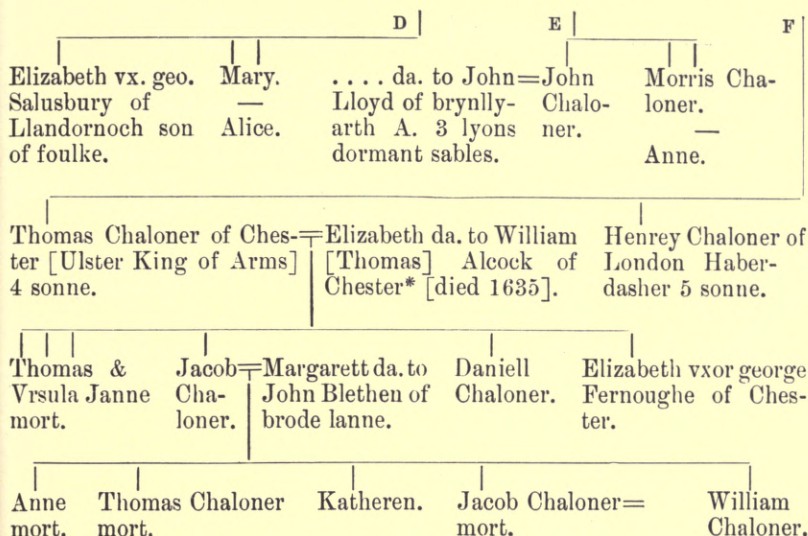 D E F
Elizabeth vx. geo. Mary. . . . . da. to John=John Morris Cha-
Salusbury of — Lloyd of brynlly- Chalo- loner.
Llandornoch son Alice. arth A. 3 lyons ner. —
of foulke. dormant sables. Anne.
Thomas Chaloner of Ches-=Elizabeth da. to William Henrey Chaloner of
ter [Ulster King of Arms] [Thomas] Alcock of London Haber-
4 sonne. Chester* [died 1635]. dasher 5 sonne.
Thomas & Jacob=Margarett da. to Daniell Elizabeth vxor george
Vrsula Janne Cha- John Blethen of Chaloner. Fernoughe of Ches-
mort. loner. brode lanne. ter.
Anne Thomas Chaloner Katheren. Jacob Chaloner= William
mort. mort. mort. Chaloner.